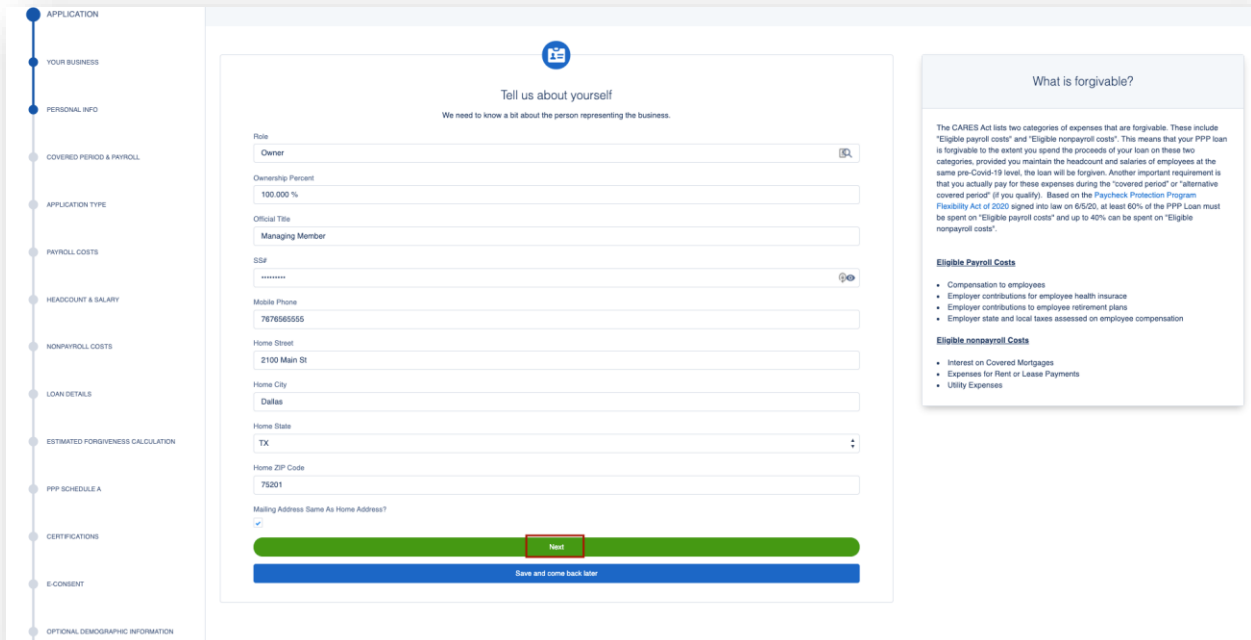 APPLICATION
YOUR BUSINESS
PERSONAL INFO
COVERED PERIOD & PAYROLL
APPLICATION TYPE
PAYROLL COSTS
HEADCOUNT & SALARY
NONPAYROLL COSTS
LOAN DETAILS
ESTIMATED FORGIVENESS CALCULATION
PPP SCHEDULE A
CERTIFICATIONS
E-CONSENT
OPTIONAL DEMOGRAPHIC INFORMATION
Tell us about yourself
We need to know a bit about the person representing the business.
Role
Owner
Ownership Percent
100.000 %
Official Title
Managing Member
SS#
•••••••••
Mobile Phone
7676565555
Home Street
2100 Main St
Home City
Dallas
Home State
TX
Home ZIP Code
75201
Mailing Address Same As Home Address?
Next
Save and come back later
What is forgivable?
The CARES Act lists two categories of expenses that are forgivable. These include
"Eligible payroll costs" and "Eligible nonpayroll costs". This means that your PPP loan
is forgivable to the extent you spend the proceeds of your loan on these two
categories, provided you maintain the headcount and salaries of employees at the
same pre-Covid-19 level, the loan will be forgiven. Another important requirement is
that you actually pay for these expenses during the "covered period" or "alternative
covered period" (if you qualify). Based on the Paycheck Protection Program
Flexibility Act of 2020 signed into law on 6/5/20, at least 60% of the PPP Loan must
be spent on "Eligible payroll costs" and up to 40% can be spent on "Eligible
nonpayroll costs".
Eligible Payroll Costs
• Compensation to employees
• Employer contributions for employee health insurace
• Employer contributions to employee retirement plans
• Employer state and local taxes assessed on employee compensation
Eligible nonpayroll Costs
• Interest on Covered Mortgages
• Expenses for Rent or Lease Payments
• Utility Expenses